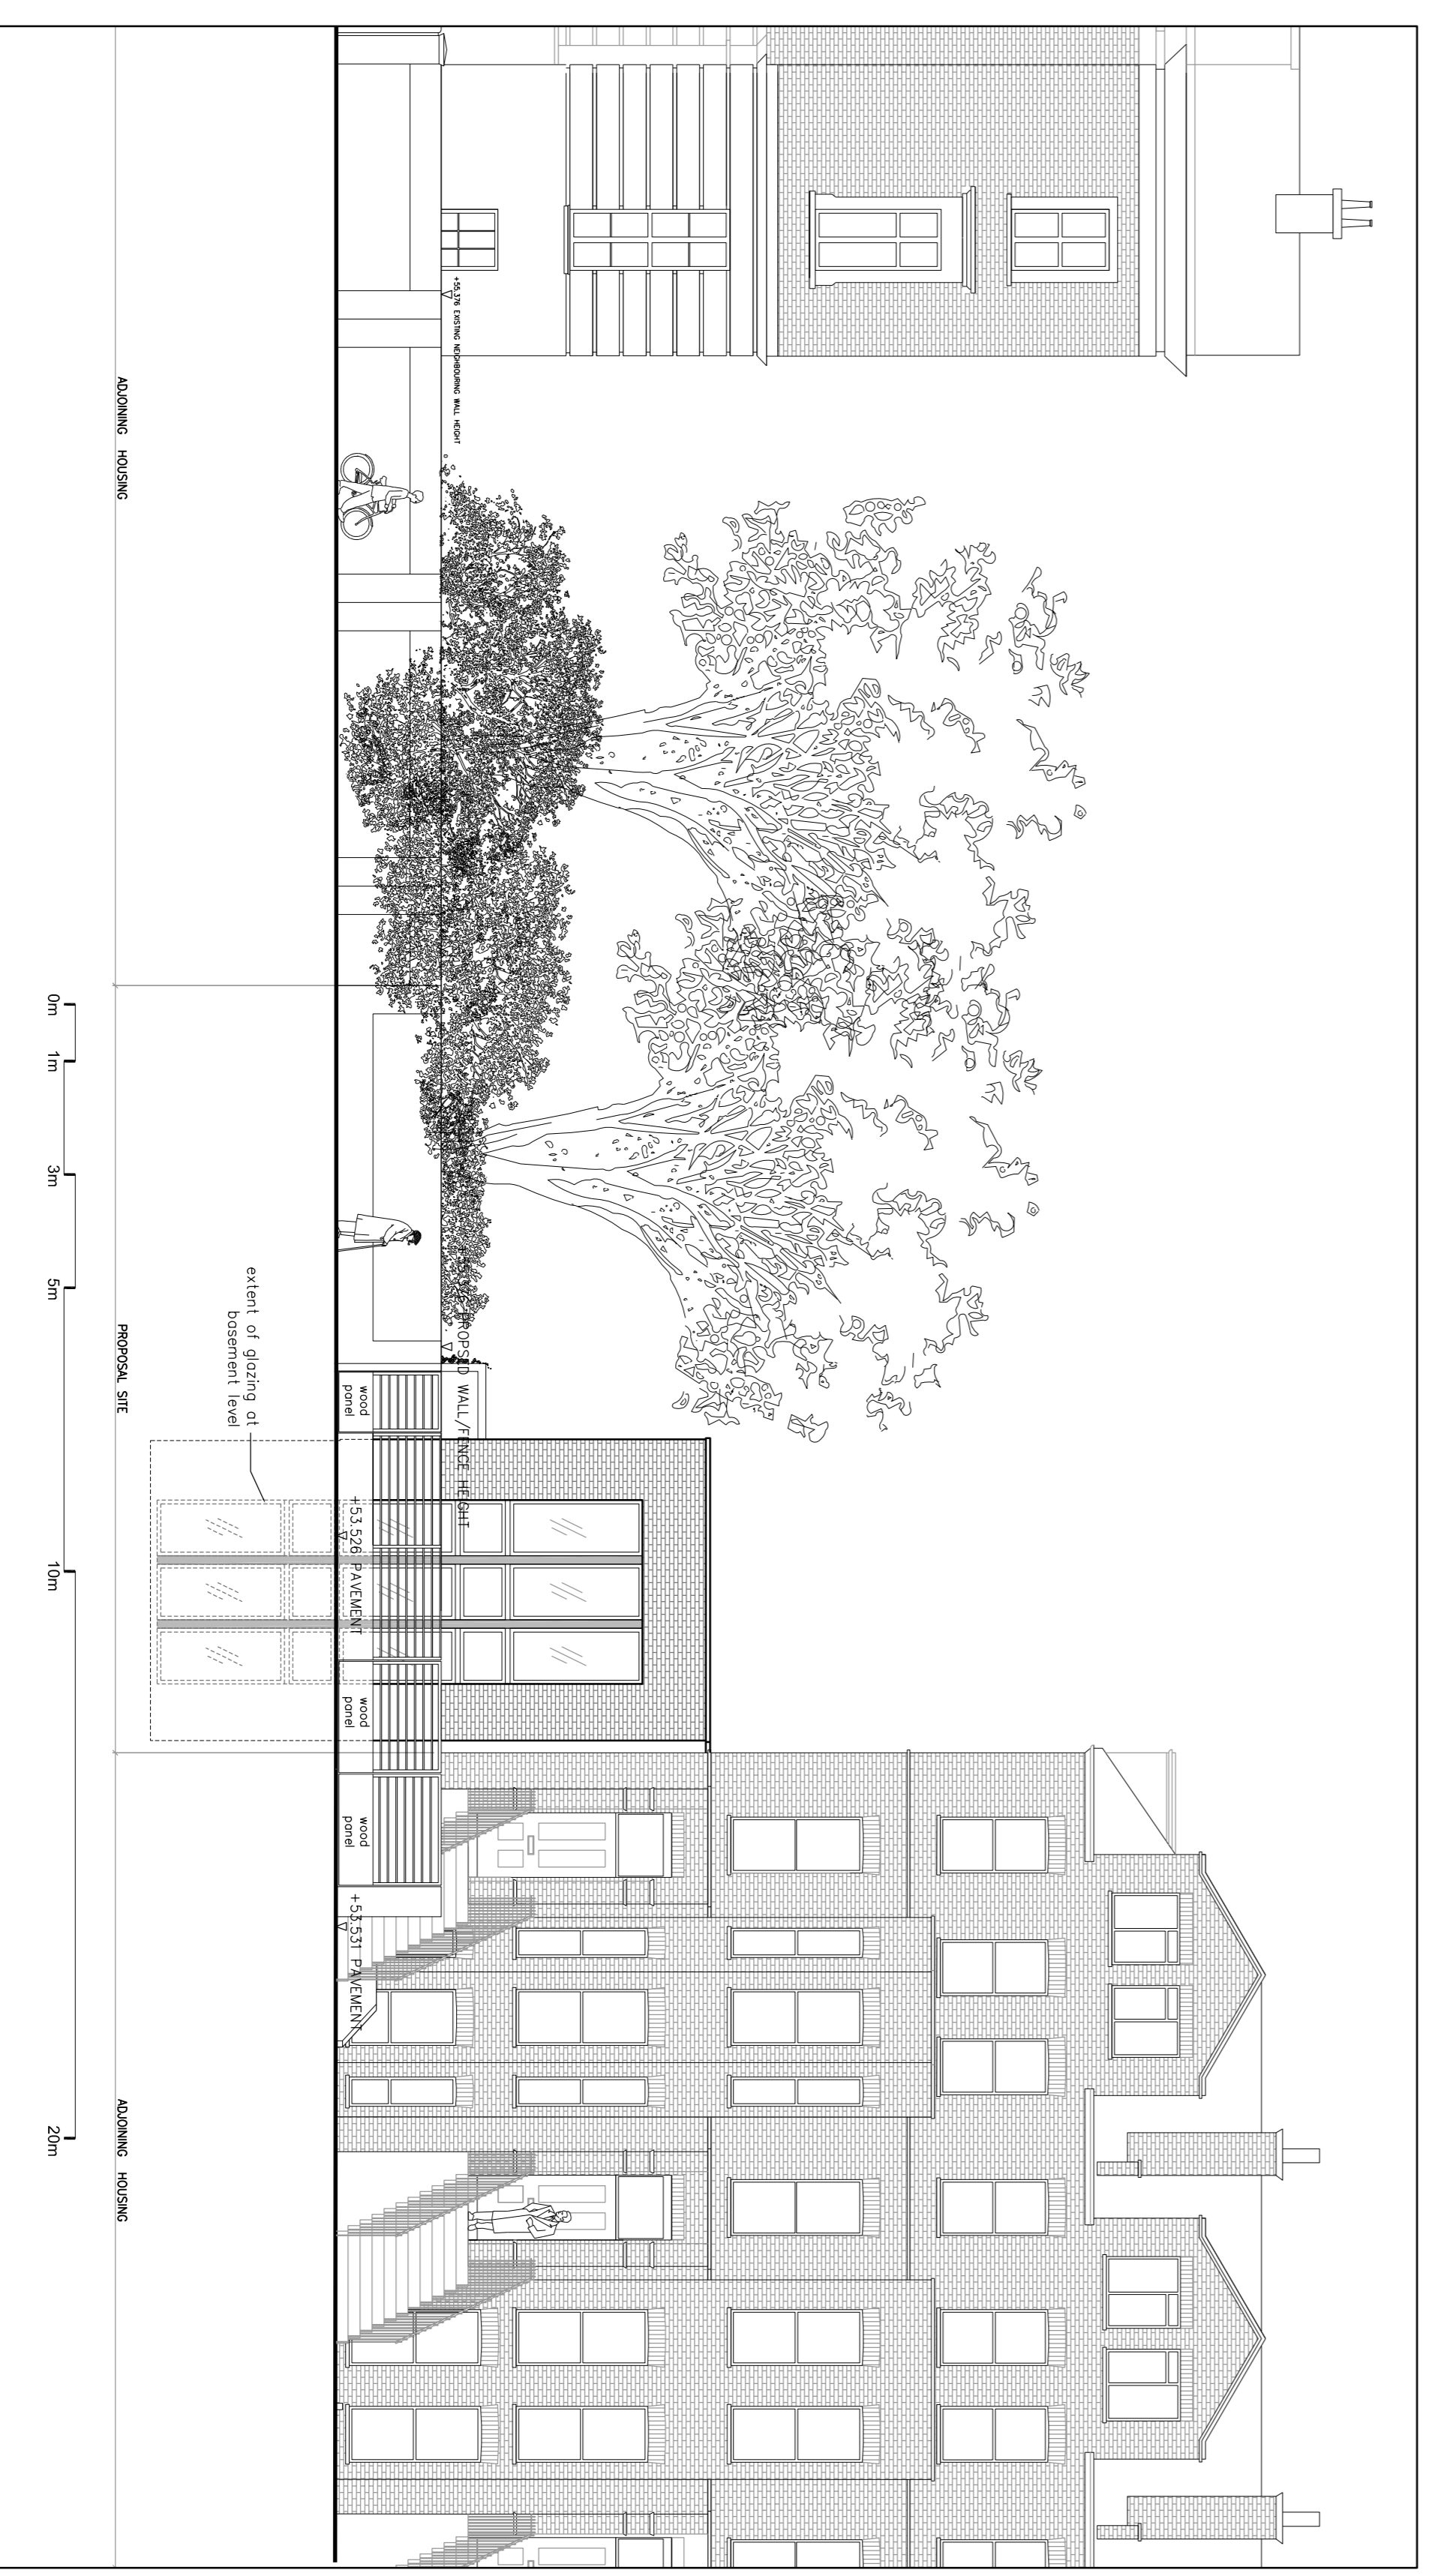 +55.376 EXISTING NEIGHBOURING WALL HEIGHT
PROPSED WALL/FENCE HEIGHT
wood
panel
+53.526 PAVEMENT
wood
panel
wood
panel
+53.531 PAVEMENT
extent of glazing at
basement level
ADJOINING HOUSING
PROPOSAL SITE
ADJOINING HOUSING
0m
1m
3m
5m
10m
20m